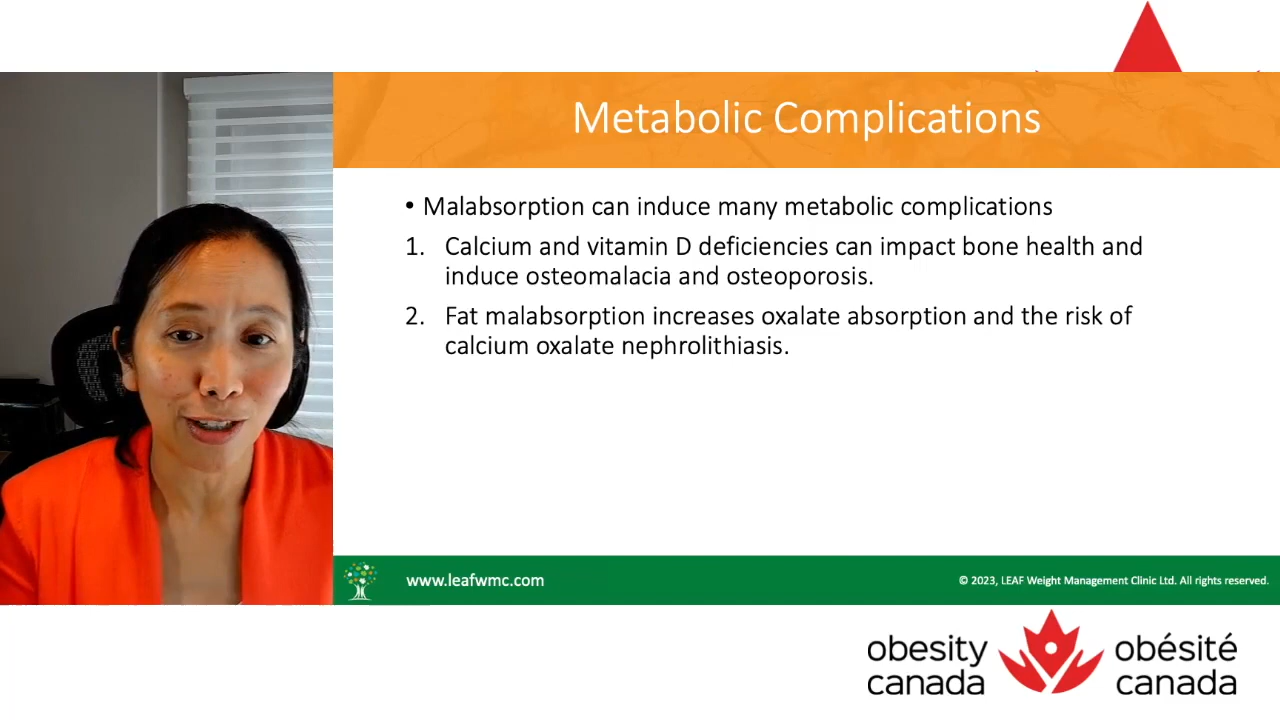 Metabolic Complications
• Malabsorption can induce many metabolic complications
1. Calcium and vitamin D deficiencies can impact bone health and
induce osteomalacia and osteoporosis.
2. Fat malabsorption increases oxalate absorption and the risk of
calcium oxalate nephrolithiasis.
www.leafwmc.com
© 2023, LEAF Weight Management Clinic Ltd. All rights reserved.
obesity canada
obésité canada